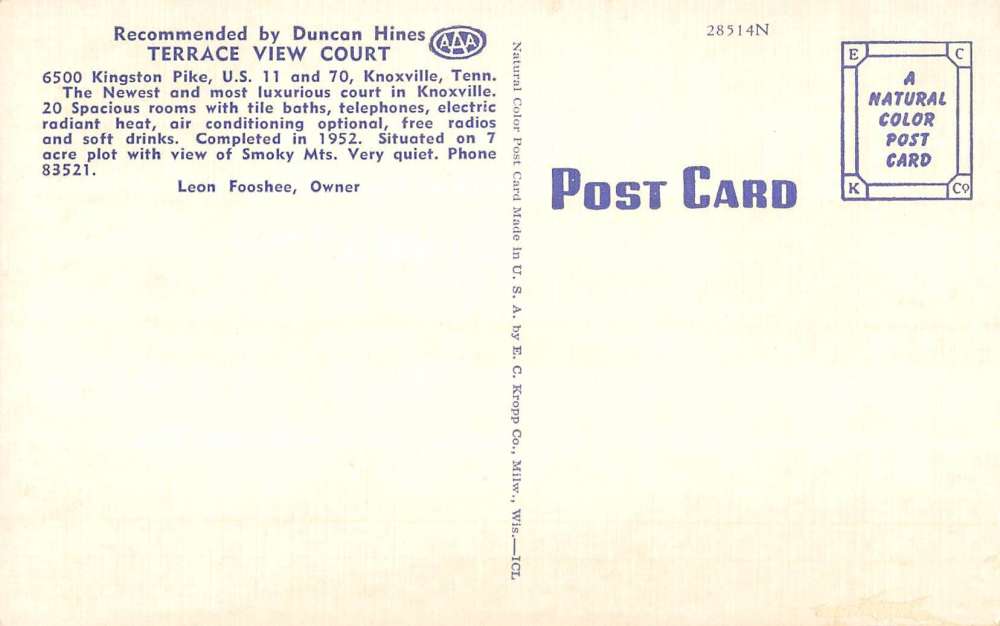 Recommended by Duncan Hines
AAA
TERRACE VIEW COURT
6500 Kingston Pike, U.S. 11 and 70, Knoxville, Tenn.
The Newest and most luxurious court in Knoxville.
20 Spacious rooms with tile baths, telephones, electric
radiant heat, air conditioning optional, free radios
and soft drinks. Completed in 1952. Situated on 7
acre plot with view of Smoky Mts. Very quiet. Phone
83521.
Leon Fooshee, Owner
Natural Color Post Card Made in U. S. A. by E. C. Kropp Co., Milw., Wis.—ICL
28514N
POST CARD
E C
A
NATURAL
COLOR
POST
CARD
K Co